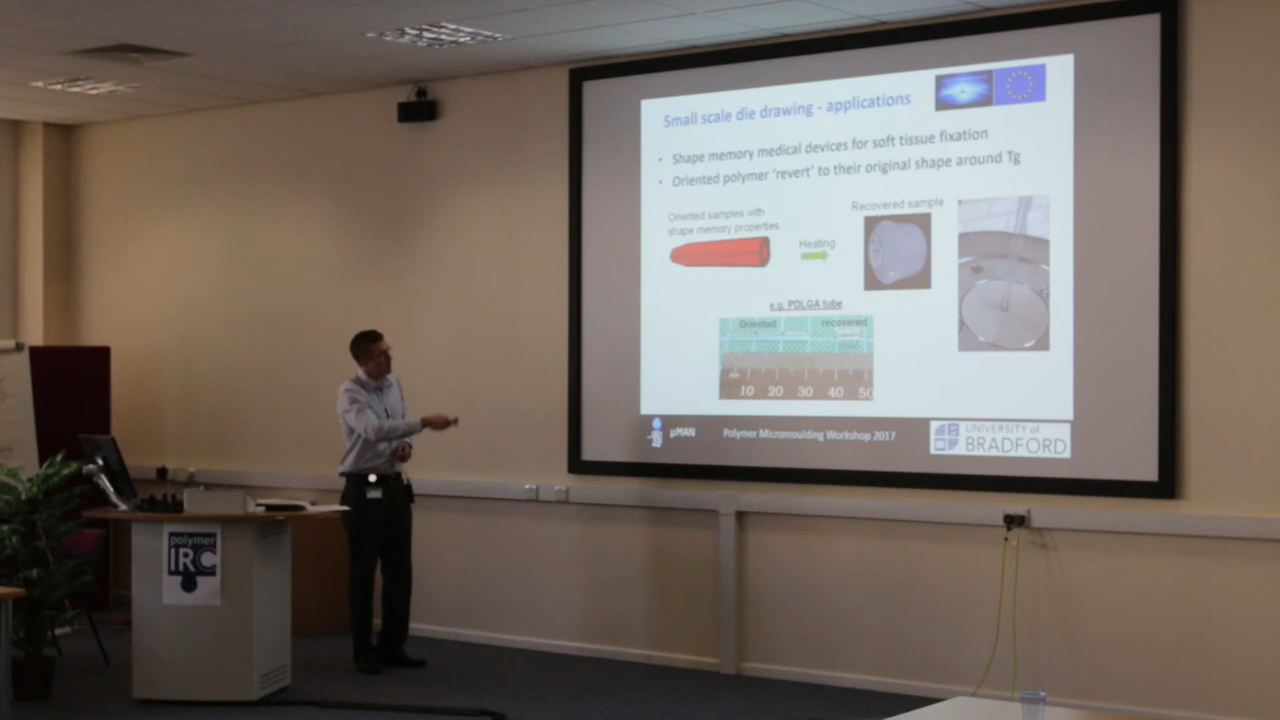 Small scale die drawing - applications
• Shape memory medical devices for soft tissue fixation
• Oriented polymer ‘revert’ to their original shape around Tg
Oriented samples with
shape memory properties
Heating
Recovered sample
e.g. PDLGA tube
Oriented
recovered
10 20 30 40 50
µMAN
Polymer Micromoulding Workshop 2017
UNIVERSITY of
BRADFORD
polymer
IRC